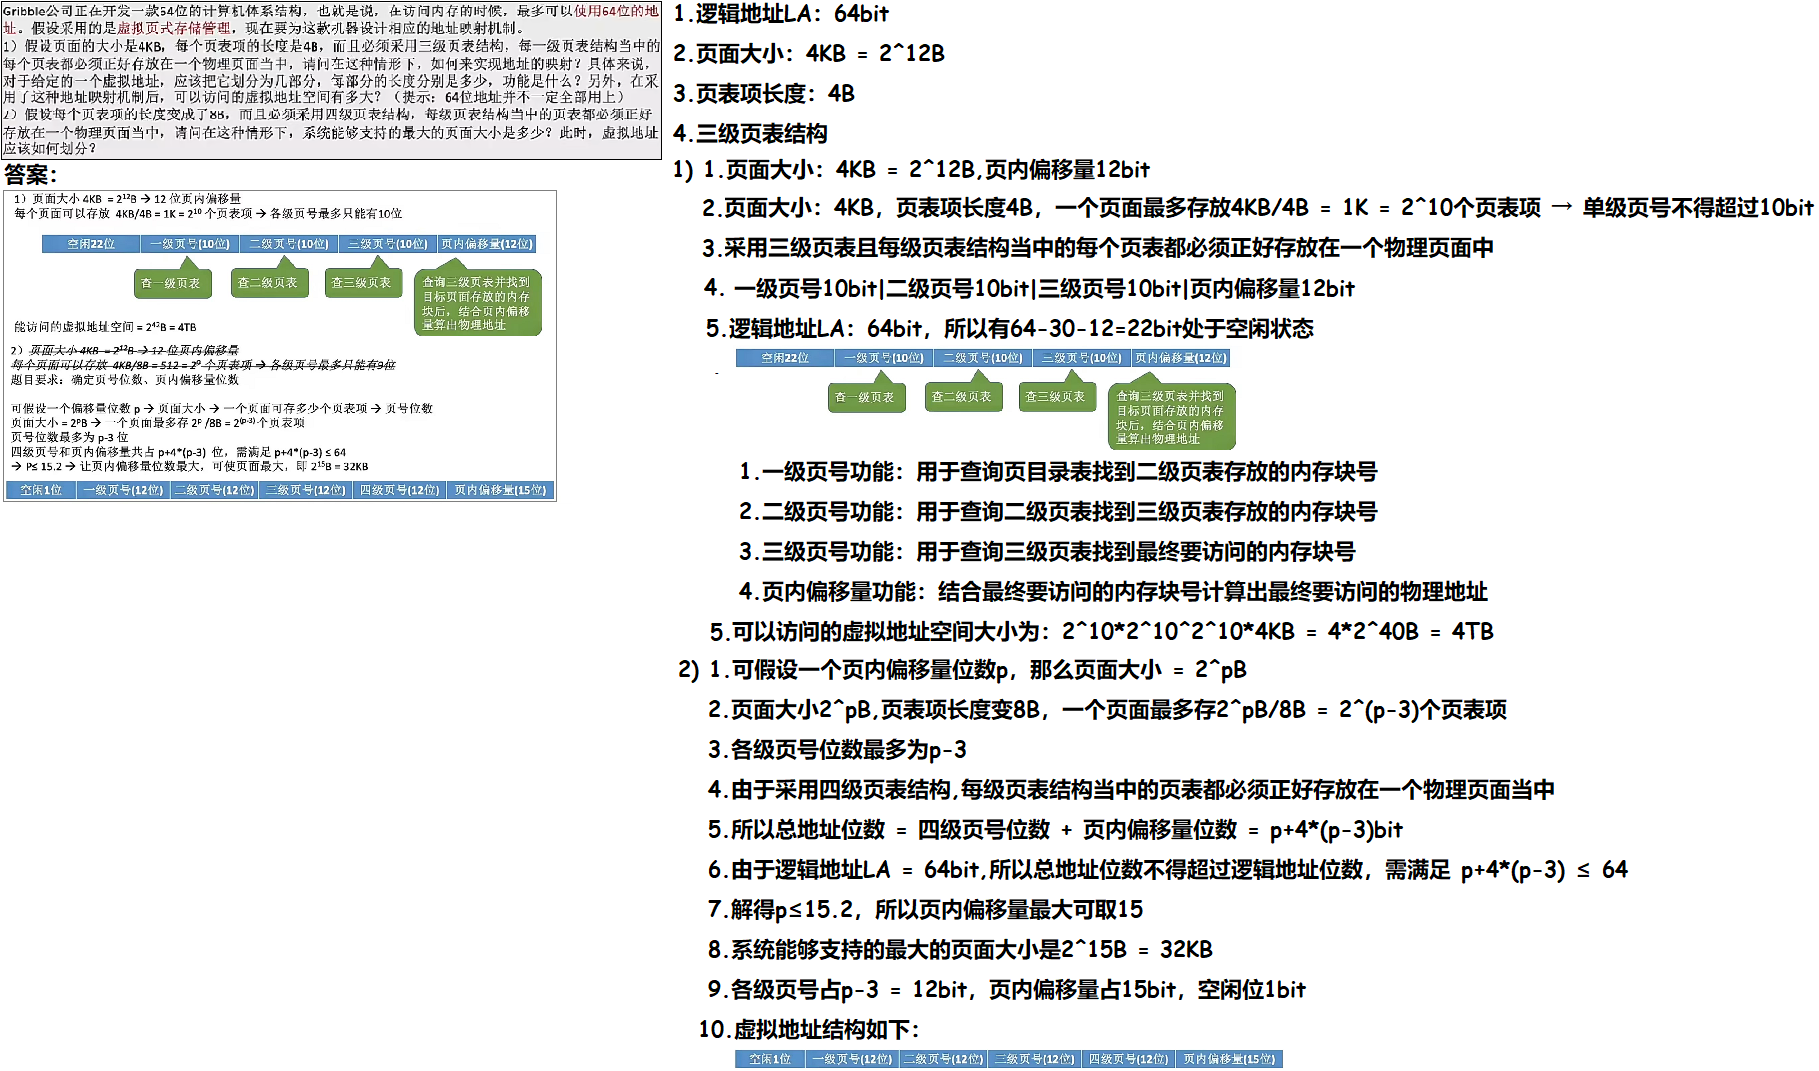 Gribble公司正在开发一款64位的计算机体系结构，也就是说，在访问内存的时候，最多可以使用64位的地
址。假设采用的是虚拟页式存储管理，现在要为这款机器设计相应的地址映射机制。
1）假设页面的大小是4KB，每个页表项的长度是4B，而且必须采用三级页表结构，每一级页表结构当中的
每个页表都必须正好存放在一个物理页面当中，请问在这种情形下，如何来实现地址的映射？具体来说，
对于给定的一个虚拟地址，应该把它划分为几部分，每部分的长度分别是多少，功能是什么？另外，在采
用了这种地址映射机制后，可以访问的虚拟地址空间有多大？（提示：64位地址并不一定全部用上）
2）假设每个页表项的长度变成了8B，而且必须采用四级页表结构，每级页表结构当中的页表都必须正好
存放在一个物理页面当中，请问在这种情形下，系统能够支持的最大的页面大小是多少？此时，虚拟地址
应该如何划分？
答案：
1）页面大小 4KB = 2^12B → 12 位页内偏移量
每个页面可以存放 4KB/4B = 1K = 2^10 个页表项 → 各级页号最多只能有10位
空闲22位 一级页号(10位) 二级页号(10位) 三级页号(10位) 页内偏移量(12位)
查一级页表 查二级页表 查三级页表
查询三级页表并找到
目标页面存放的内存
块后，结合页内偏移
量算出物理地址
能访问的虚拟地址空间 = 2^42B = 4TB
2）页面大小 4KB = 2^12B → 12 位页内偏移量
每个页面可以存放 4KB/8B = 512 = 2^9 个页表项 → 各级页号最多只能有9位
题目要求：确定页号位数、页内偏移量位数
可假设一个偏移量位数 p → 页面大小 → 一个页面可存多少个页表项 → 页号位数
页面大小 = 2^pB → 一个页面最多存 2^p /8B = 2^(p-3) 个页表项
页号位数最多为 p-3 位
四级页号和页内偏移量共占 p+4*(p-3) 位，需满足 p+4*(p-3) ≤ 64
→ P≤ 15.2 → 让页内偏移量位数最大，可使页面最大，即 2^15B = 32KB
空闲1位 一级页号(12位) 二级页号(12位) 三级页号(12位) 四级页号(12位) 页内偏移量(15位)
1.逻辑地址LA：64bit
2.页面大小：4KB = 2^12B
3.页表项长度：4B
4.三级页表结构
1) 1.页面大小：4KB = 2^12B,页内偏移量12bit
2.页面大小：4KB，页表项长度4B，一个页面最多存放4KB/4B = 1K = 2^10个页表项 → 单级页号不得超过10bit
3.采用三级页表且每级页表结构当中的每个页表都必须正好存放在一个物理页面中
4. 一级页号10bit|二级页号10bit|三级页号10bit|页内偏移量12bit
5.逻辑地址LA：64bit，所以有64-30-12=22bit处于空闲状态
空闲22位 一级页号(10位) 二级页号(10位) 三级页号(10位) 页内偏移量(12位)
查一级页表 查二级页表 查三级页表
查询三级页表并找到
目标页面存放的内存
块后，结合页内偏移
量算出物理地址
1.一级页号功能：用于查询页目录表找到二级页表存放的内存块号
2.二级页号功能：用于查询二级页表找到三级页表存放的内存块号
3.三级页号功能：用于查询三级页表找到最终要访问的内存块号
4.页内偏移量功能：结合最终要访问的内存块号计算出最终要访问的物理地址
5.可以访问的虚拟地址空间大小为：2^10*2^10^2^10*4KB = 4*2^40B = 4TB
2) 1.可假设一个页内偏移量位数p，那么页面大小 = 2^pB
2.页面大小2^pB,页表项长度变8B，一个页面最多存2^pB/8B = 2^(p-3)个页表项
3.各级页号位数最多为p-3
4.由于采用四级页表结构,每级页表结构当中的页表都必须正好存放在一个物理页面当中
5.所以总地址位数 = 四级页号位数 + 页内偏移量位数 = p+4*(p-3)bit
6.由于逻辑地址LA = 64bit,所以总地址位数不得超过逻辑地址位数，需满足 p+4*(p-3) ≤ 64
7.解得p≤15.2，所以页内偏移量最大可取15
8.系统能够支持的最大的页面大小是2^15B = 32KB
9.各级页号占p-3 = 12bit，页内偏移量占15bit，空闲位1bit
10.虚拟地址结构如下：
空闲1位 一级页号(12位) 二级页号(12位) 三级页号(12位) 四级页号(12位) 页内偏移量(15位)